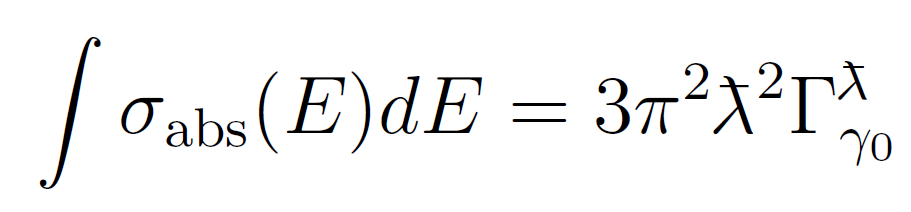 ∫ σ_abs(E)dE = 3π²ƛ²Γ^ƛ_γ₀